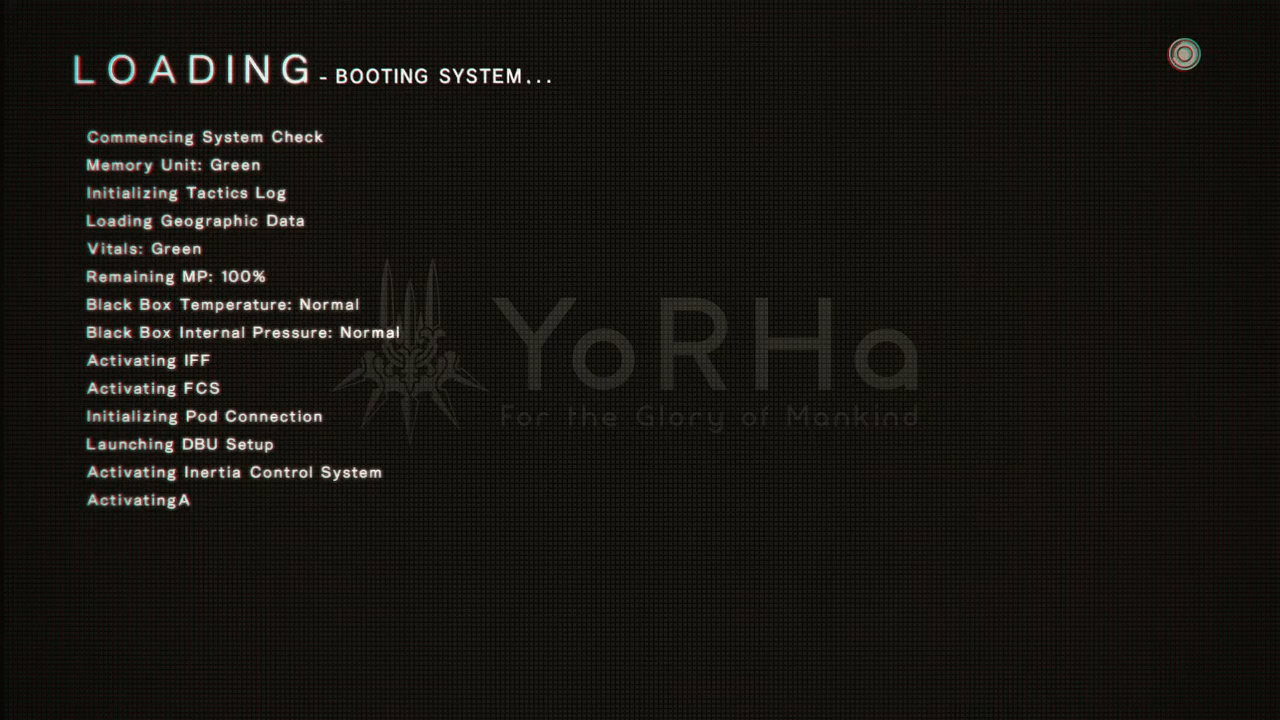 LOADING - BOOTING SYSTEM...
Commencing System Check
Memory Unit: Green
Initializing Tactics Log
Loading Geographic Data
Vitals: Green
Remaining MP: 100%
Black Box Temperature: Normal
Black Box Internal Pressure: Normal
Activating IFF
Activating FCS
Initializing Pod Connection
Launching DBU Setup
Activating Inertia Control System
ActivatingA
YoRHa
For the Glory of Mankind